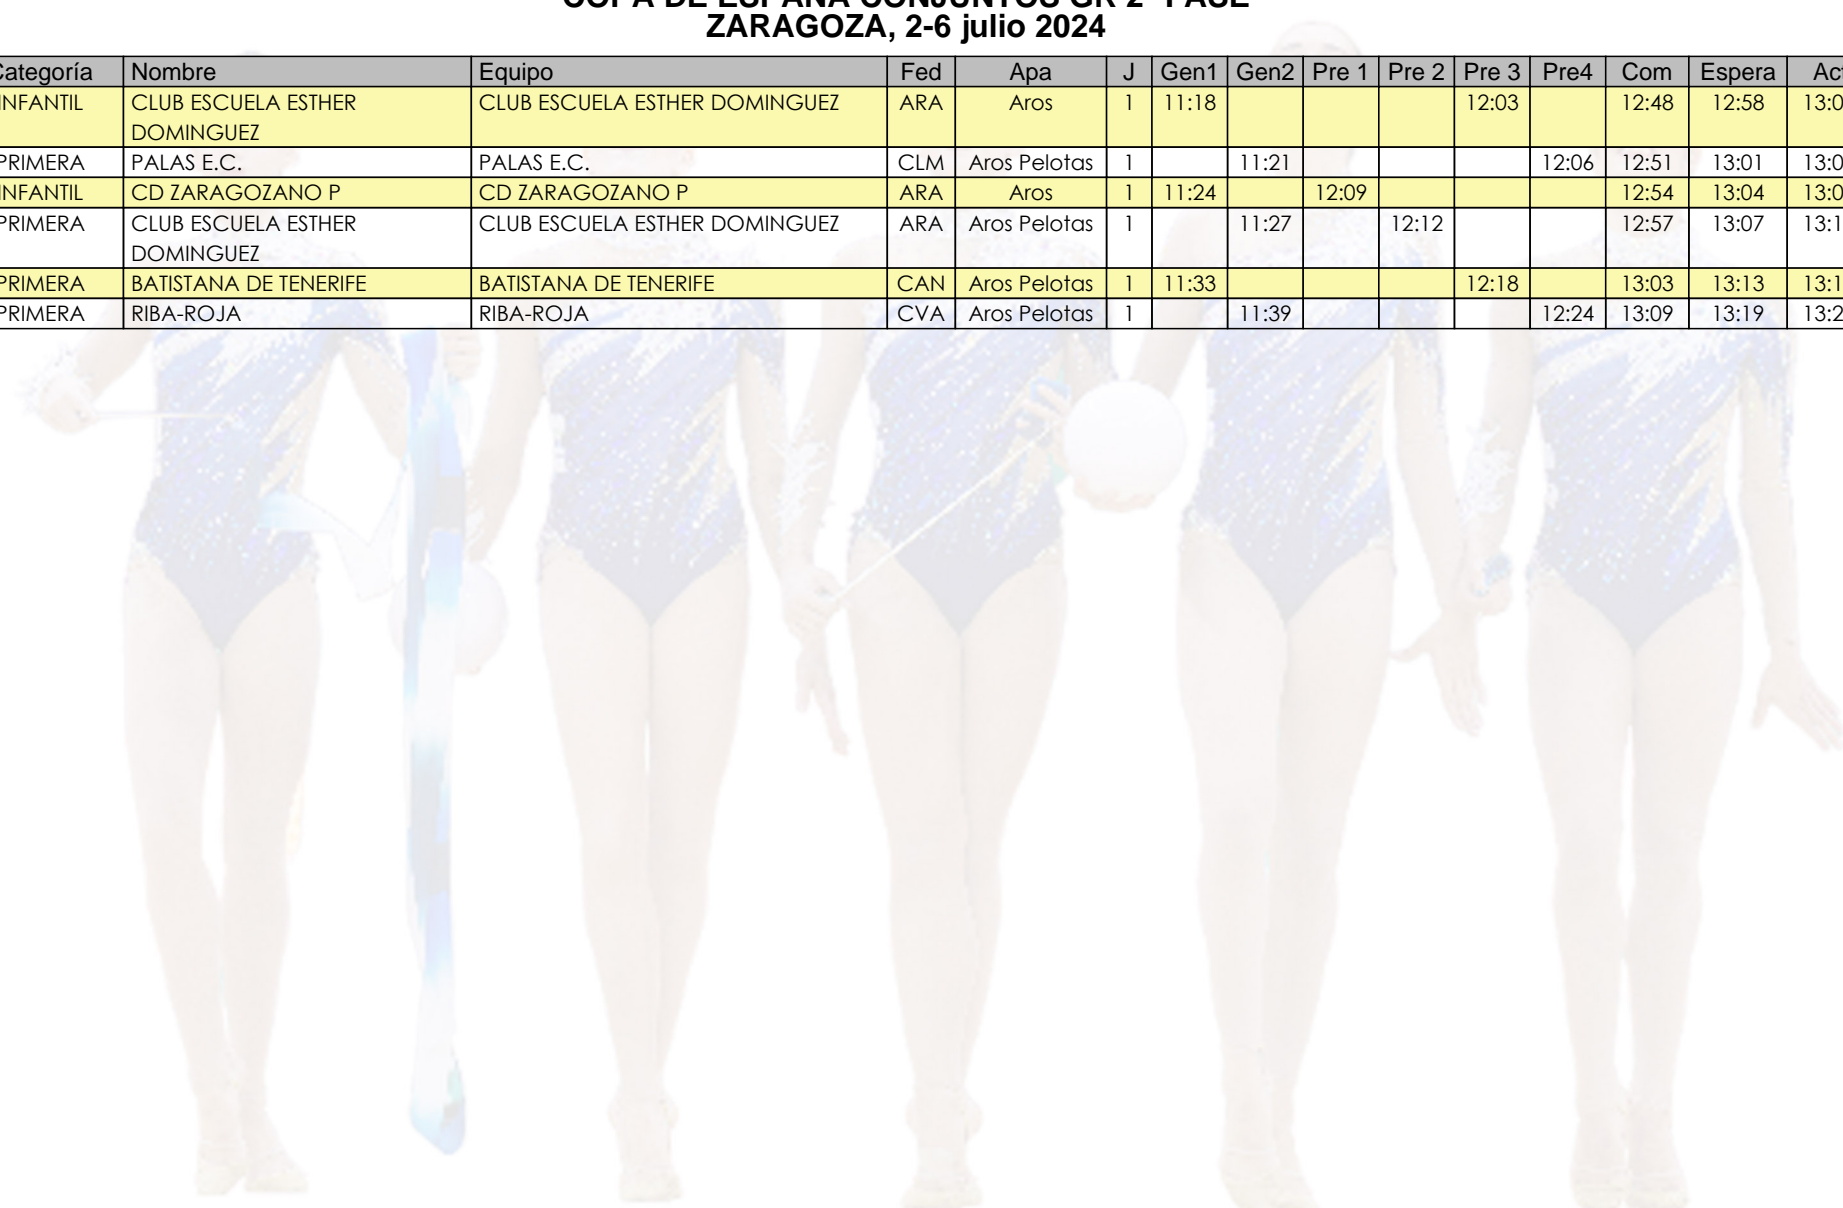 ZARAGOZA, 2-6 julio 2024
Categoría Nombre Equipo Fed Apa J Gen1 Gen2 Pre 1 Pre 2 Pre 3 Pre4 Com Espera
INFANTIL CLUB ESCUELA ESTHER CLUB ESCUELA ESTHER DOMINGUEZ ARA Aros 1 11:18 12:03 12:48 12:58
DOMINGUEZ
PRIMERA PALAS E.C. PALAS E.C. CLM Aros Pelotas 1 11:21 12:06 12:51 13:01
INFANTIL CD ZARAGOZANO P CD ZARAGOZANO P ARA Aros 1 11:24 12:09 12:54 13:04
PRIMERA CLUB ESCUELA ESTHER CLUB ESCUELA ESTHER DOMINGUEZ ARA Aros Pelotas 1 11:27 12:12 12:57 13:07
DOMINGUEZ
PRIMERA BATISTANA DE TENERIFE BATISTANA DE TENERIFE CAN Aros Pelotas 1 11:33 12:18 13:03 13:13
PRIMERA RIBA-ROJA RIBA-ROJA CVA Aros Pelotas 1 11:39 12:24 13:09 13:19